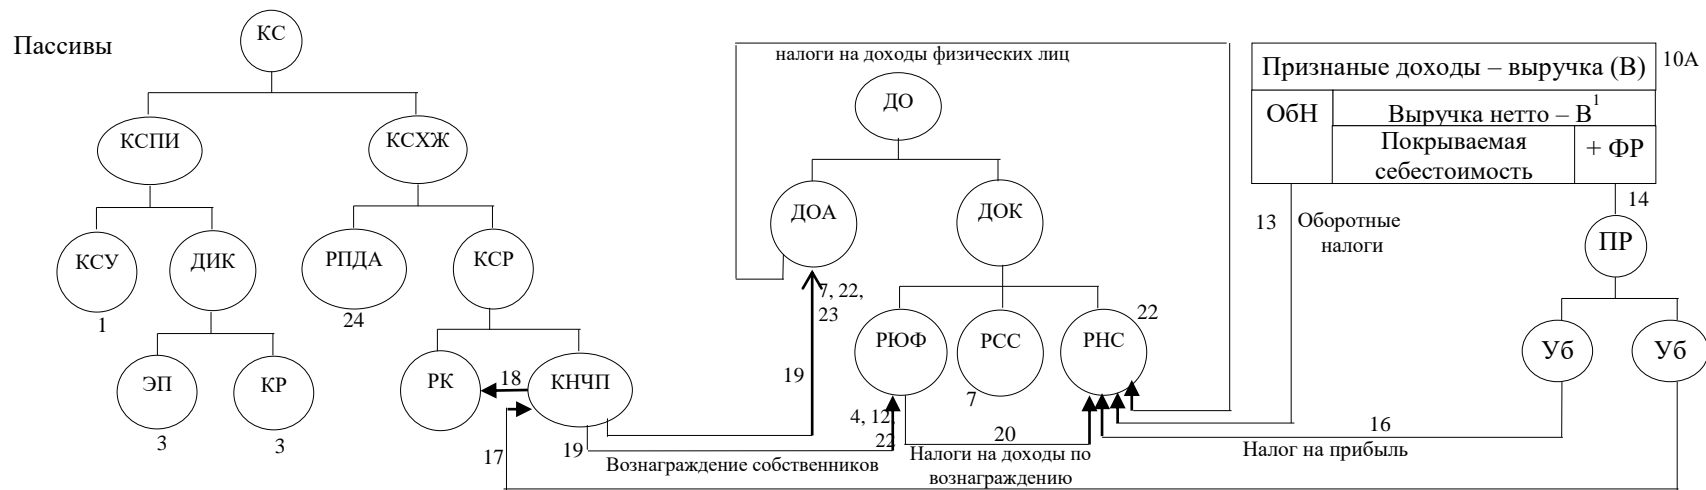 Пассивы
КС
налоги на доходы физических лиц
Признаные доходы – выручка (В)
10А
ДО
ОбН
Выручка нетто – В¹
Покрываемая
себестоимость
+ ФР
КСПИ
КСХЖ
ДОА
ДОК
13
Оборотные
налоги
14
ПР
КСУ
ДИК
РПДА
КСР
1
24
7, 22,
23
22
РЮФ
РСС
РНС
Уб
Уб
ЭП
КР
РК
18
КНЧП
19
3
3
7
4, 12,
22
20
16
17
19
Вознаграждение собственников
Налоги на доходы по
вознаграждению
Налог на прибыль